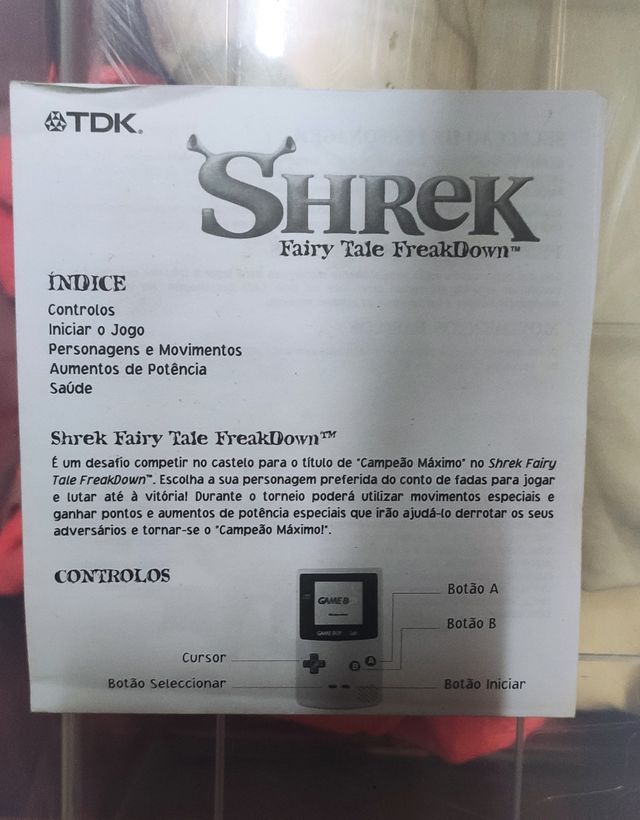 TDK®
SHREK
Fairy Tale FreakDown™
ÍNDICE
Controlos
Iniciar o Jogo
Personagens e Movimentos
Aumentos de Potência
Saúde
Shrek Fairy Tale FreakDown™
É um desafio competir no castelo para o título de "Campeão Máximo" no Shrek Fairy
Tale FreakDown™. Escolha a sua personagem preferida do conto de fadas para jogar
e lutar até à vitória! Durante o torneio poderá utilizar movimentos especiais e
ganhar pontos e aumentos de potência especiais que irão ajudá-lo derrotar os seus
adversários e tornar-se o "Campeão Máximo!".
CONTROLOS
Botão A
GAME B
GAME BOY
Botão B
Cursor
B A
Botão Seleccionar
Botão Iniciar